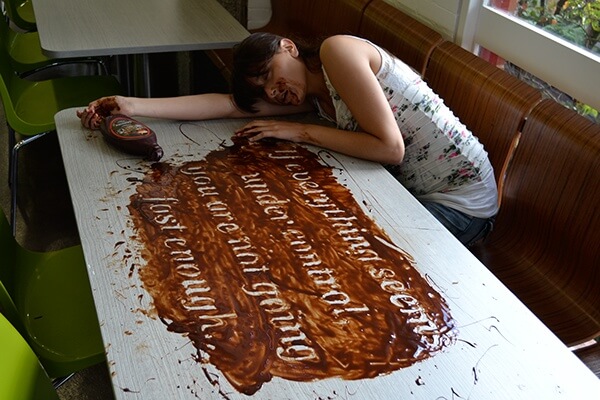 If everything seems
under control
you are not going
fast enough.